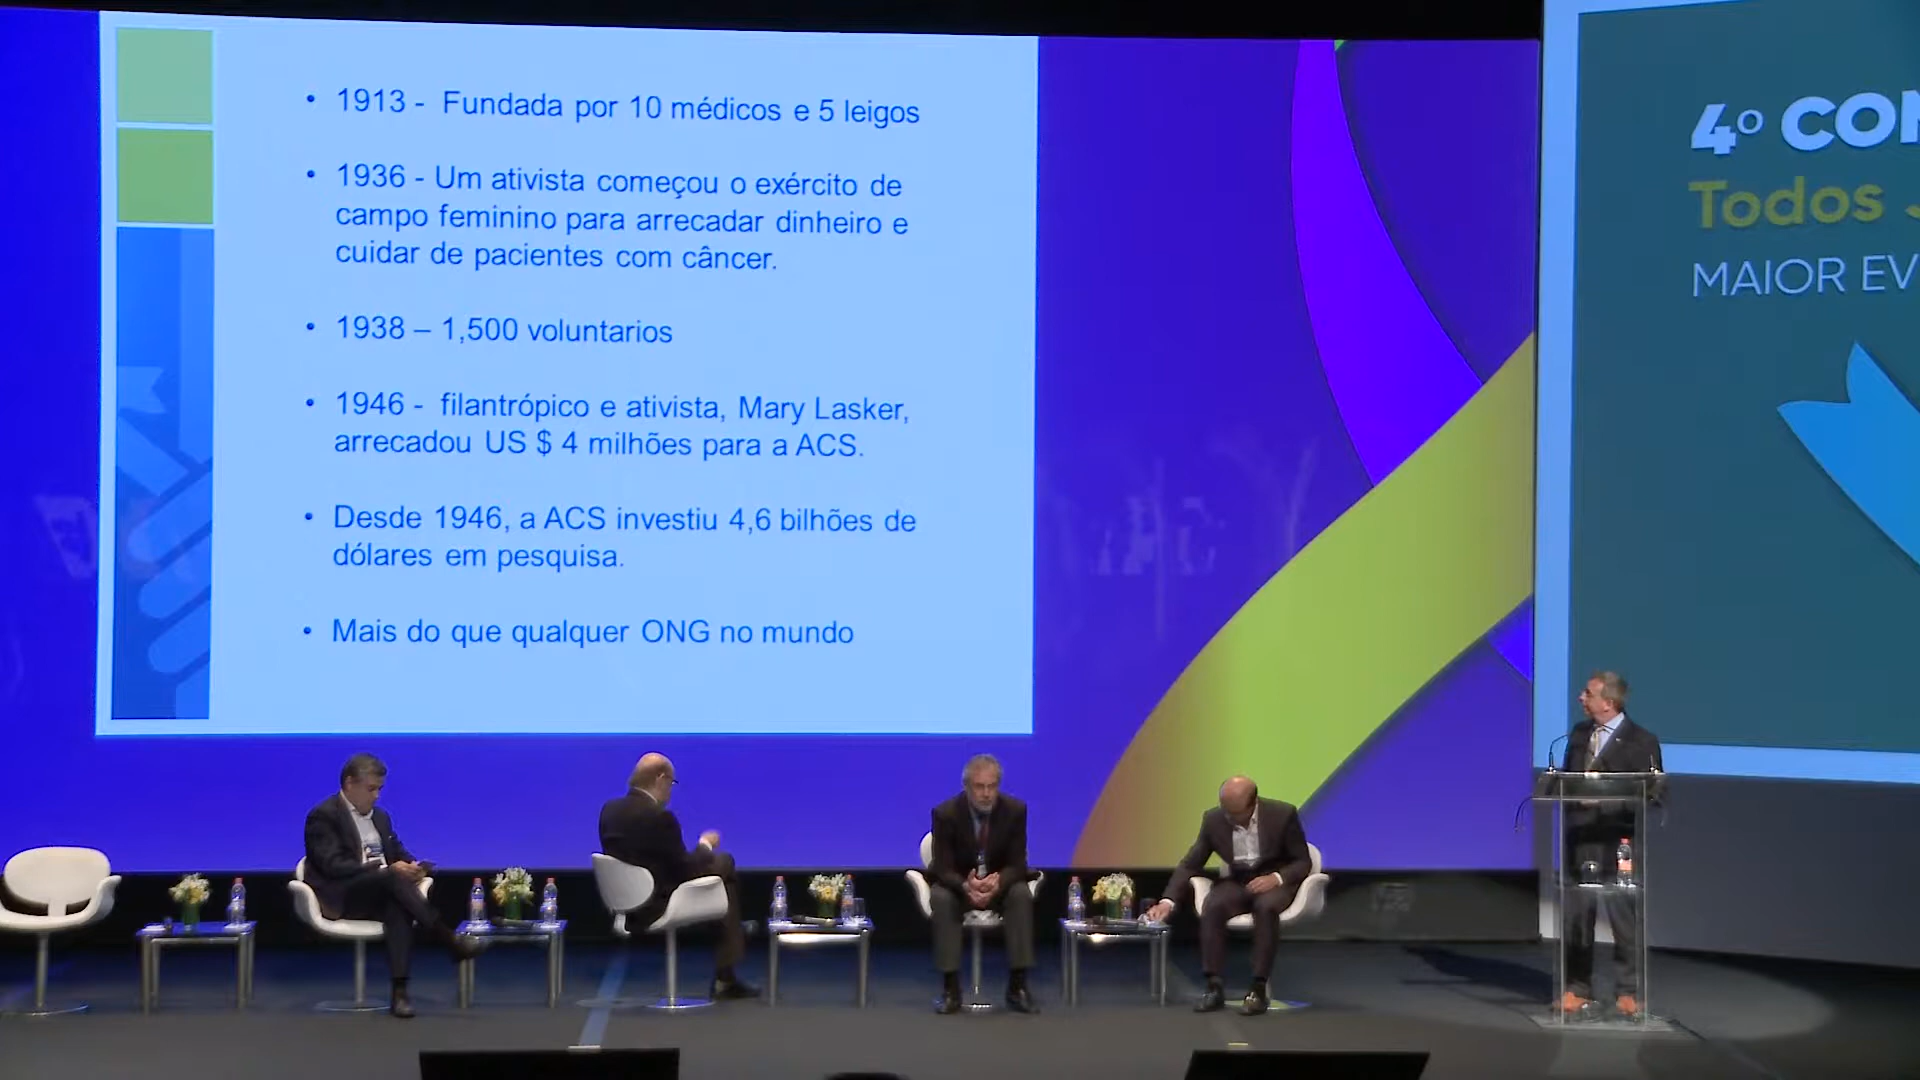 • 1913 - Fundada por 10 médicos e 5 leigos
• 1936 - Um ativista começou o exército de
campo feminino para arrecadar dinheiro e
cuidar de pacientes com câncer.
• 1938 – 1,500 voluntarios
• 1946 - filantrópico e ativista, Mary Lasker,
arrecadou US $ 4 milhões para a ACS.
• Desde 1946, a ACS investiu 4,6 bilhões de
dólares em pesquisa.
• Mais do que qualquer ONG no mundo
4º CON
Todos
MAIOR EV